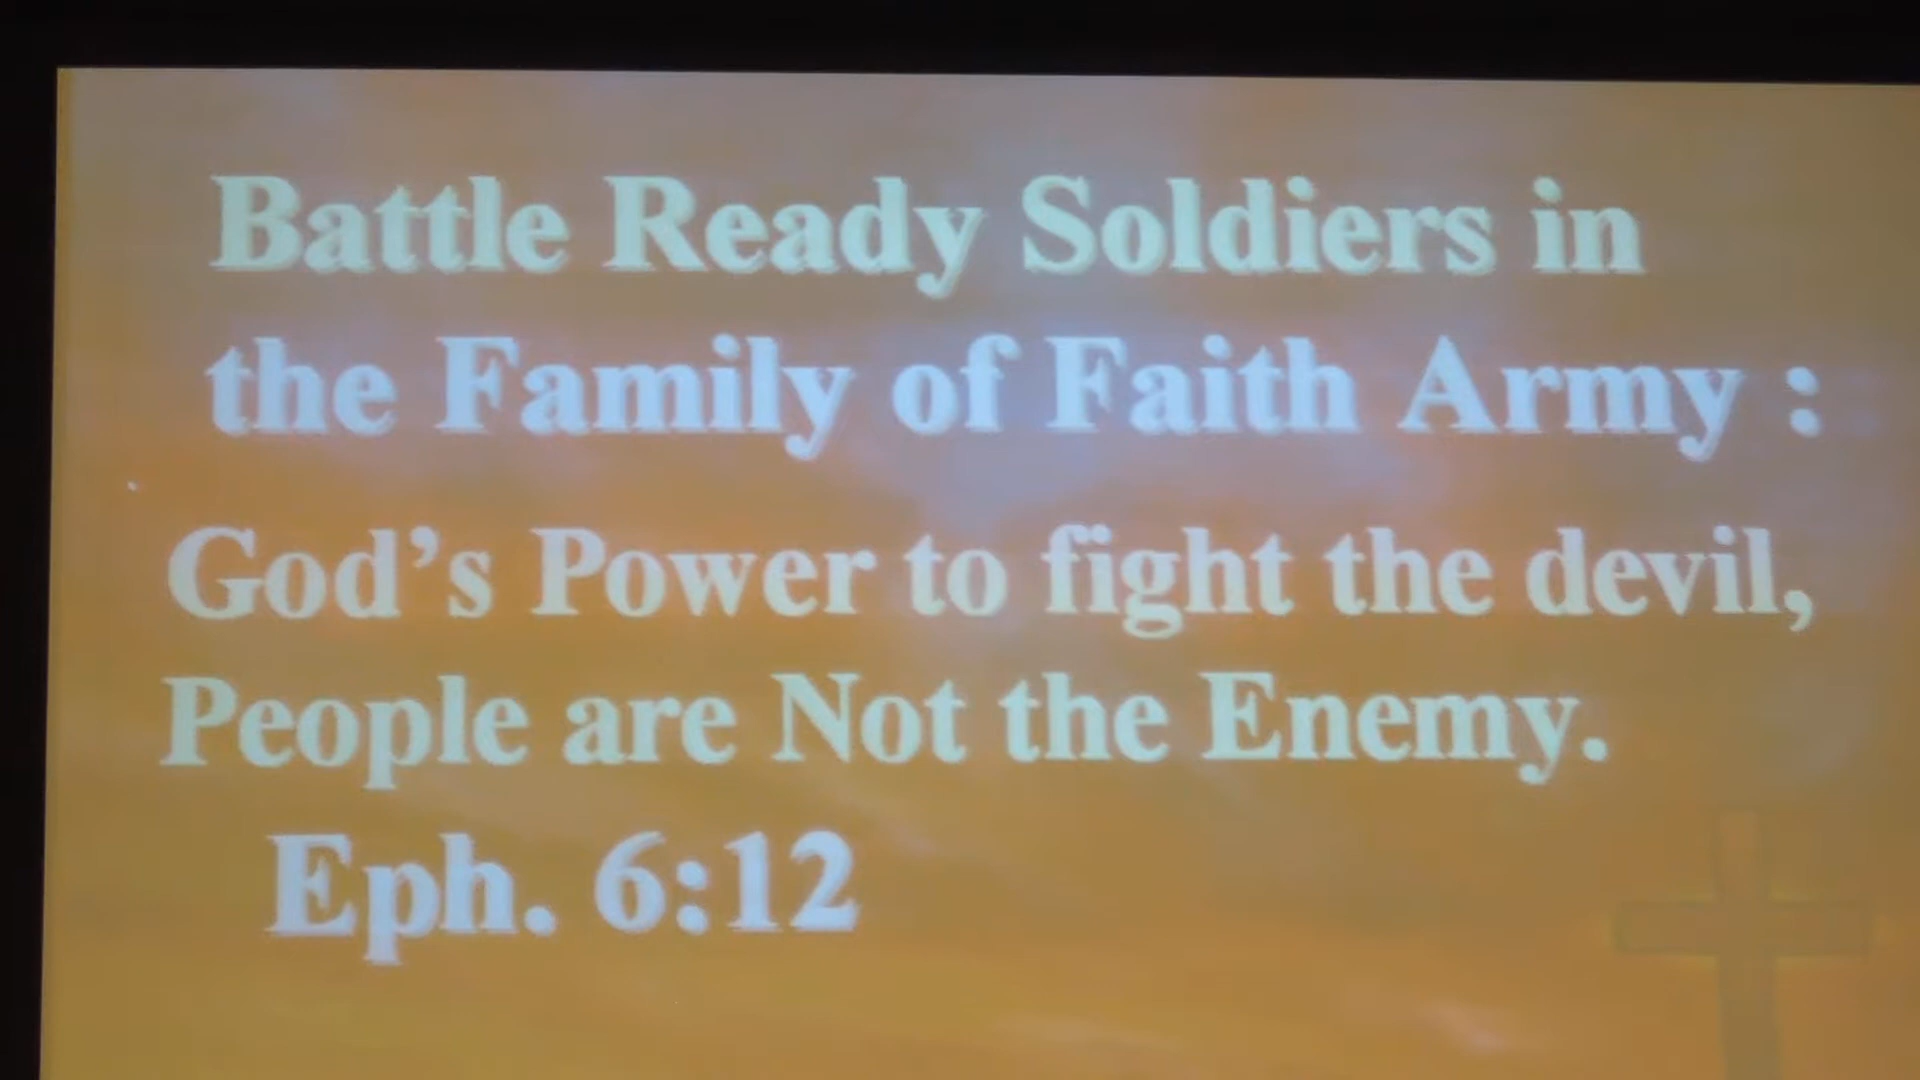 Battle Ready Soldiers in
the Family of Faith Army :
God’s Power to fight the devil,
People are Not the Enemy.
Eph. 6:12